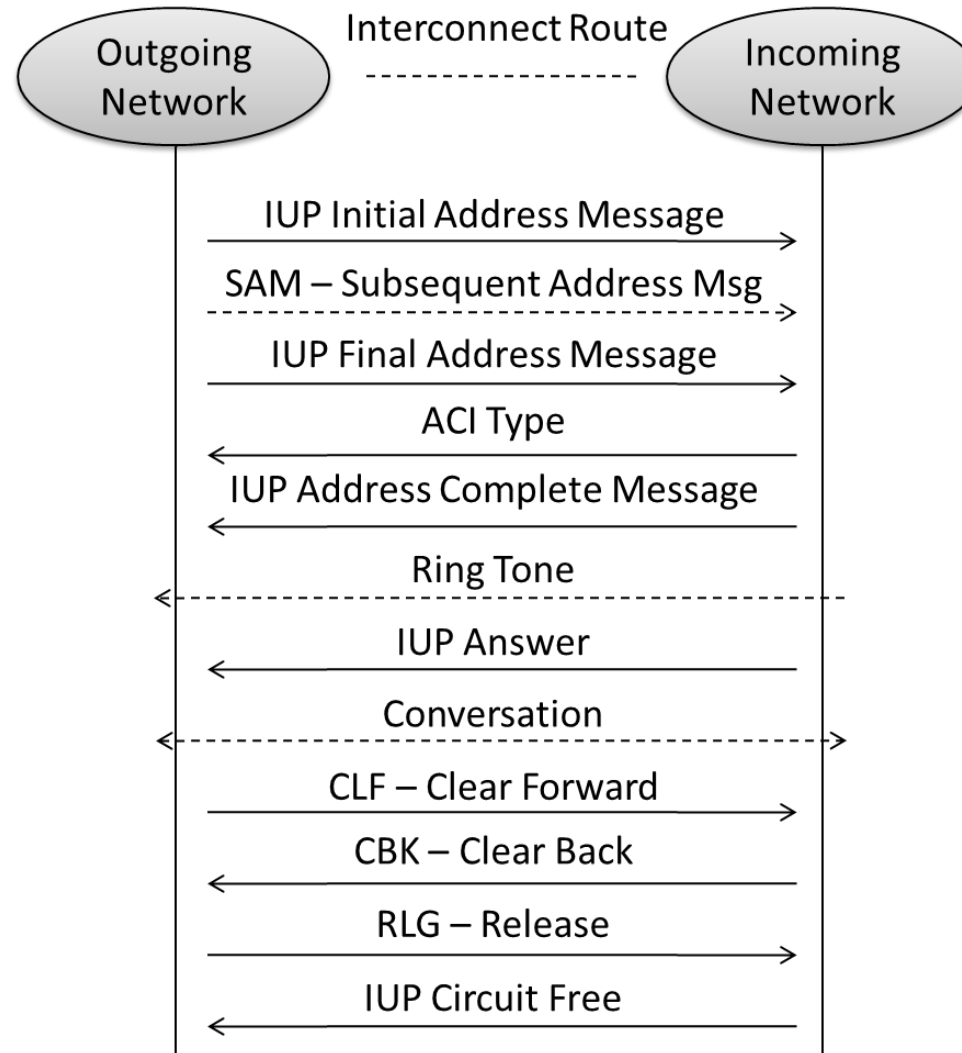 Outgoing
Network
Interconnect Route
Incoming
Network
IUP Initial Address Message
SAM – Subsequent Address Msg
IUP Final Address Message
ACI Type
IUP Address Complete Message
Ring Tone
IUP Answer
Conversation
CLF – Clear Forward
CBK – Clear Back
RLG – Release
IUP Circuit Free